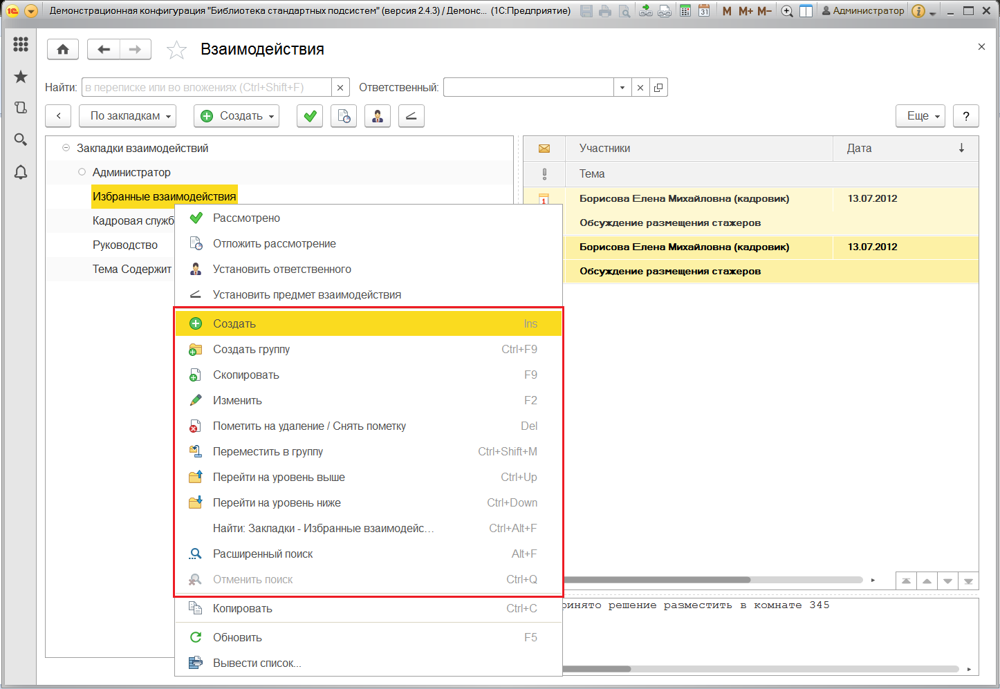 Демонстрационная конфигурация "Библиотека стандартных подсистем" (версия 2.4.3) / Демонс... (1С:Предприятие)
M M+ M- Администратор
Взаимодействия
Найти: в переписке или во вложениях (Ctrl+Shift+F) Ответственный:
По закладкам Создать Еще ?
Закладки взаимодействий
Администратор
Избранные взаимодействия
Кадровая служб
Руководство
Тема Содержит
Участники Дата
Тема
Борисова Елена Михайловна (кадровик) 13.07.2012
Обсуждение размещения стажеров
Борисова Елена Михайловна (кадровик) 13.07.2012
Обсуждение размещения стажеров
Рассмотрено
Отложить рассмотрение
Установить ответственного
Установить предмет взаимодействия
Создать Ins
Создать группу Ctrl+F9
Скопировать F9
Изменить F2
Пометить на удаление / Снять пометку Del
Переместить в группу Ctrl+Shift+M
Перейти на уровень выше Ctrl+Up
Перейти на уровень ниже Ctrl+Down
Найти: Закладки - Избранные взаимодейс... Ctrl+Alt+F
Расширенный поиск Alt+F
Отменить поиск Ctrl+Q
Копировать Ctrl+C
Обновить F5
Вывести список...
ринято решение разместить в комнате 345